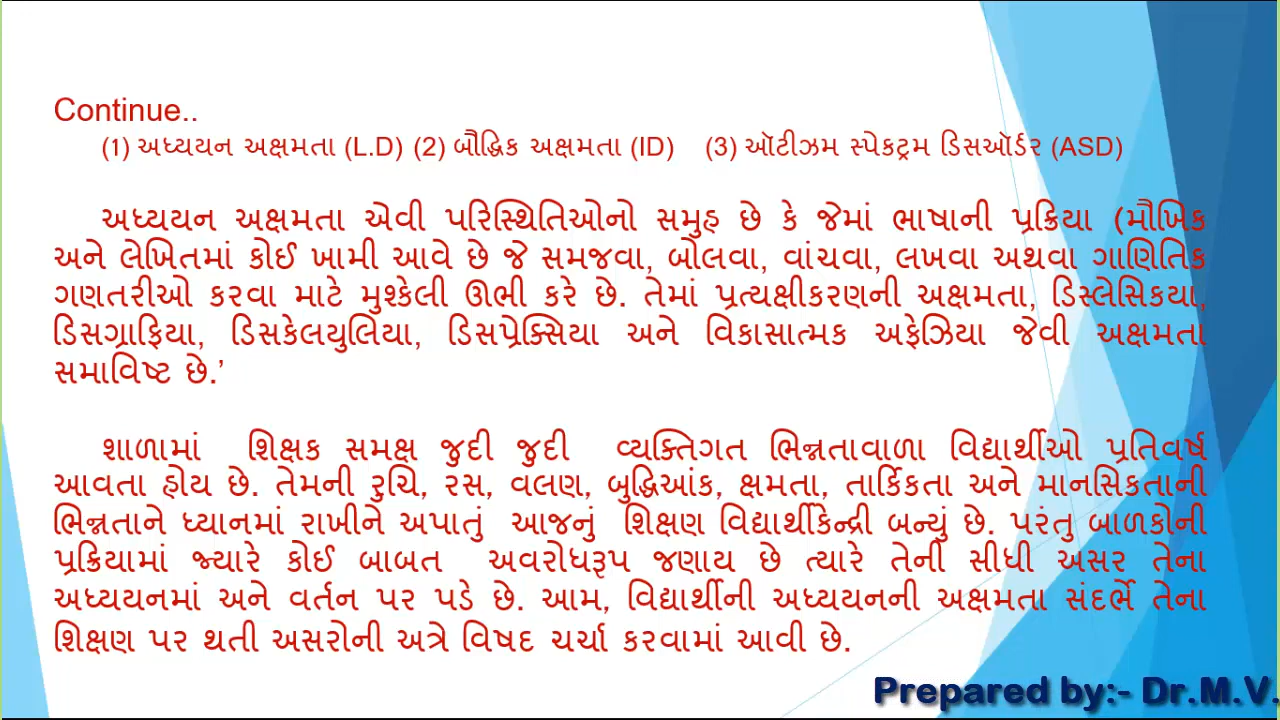 Continue..
(1) અધ્યયન અક્ષમતા (L.D) (2) બૌદ્ધિક અક્ષમતા (ID) (3) ઑટીઝમ સ્પેકટ્રમ ડિસઑર્ડર (ASD)
અધ્યયન અક્ષમતા એવી પરિસ્થિતિઓનો સમુહ છે કે જેમાં ભાષાની પ્રક્રિયા (મૌખિક
અને લેખિતમાં કોઈ ખામી આવે છે જે સમજવા, બોલવા, વાંચવા, લખવા અથવા ગાણિતિક
ગણતરીઓ કરવા માટે મુશ્કેલી ઊભી કરે છે. તેમાં પ્રત્યક્ષીકરણની અક્ષમતા, ડિસ્લેસિકયા,
ડિસગ્રાફિયા, ડિસકેલયુલિયા, ડિસપ્રેક્સિયા અને વિકાસાત્મક અફેઝિયા જેવી અક્ષમતા
સમાવિષ્ટ છે.’
શાળામાં શિક્ષક સમક્ષ જુદી જુદી વ્યક્તિગત ભિન્નતાવાળા વિદ્યાર્થીઓ પ્રતિવર્ષ
આવતા હોય છે. તેમની રુચિ, રસ, વલણ, બુદ્ધિઆંક, ક્ષમતા, તાર્કિકતા અને માનસિકતાની
ભિન્નતાને ધ્યાનમાં રાખીને અપાતું આજનું શિક્ષણ વિદ્યાર્થીકેન્દ્રી બન્યું છે. પરંતુ બાળકોની
પ્રક્રિયામાં જ્યારે કોઈ બાબત અવરોધરૂપ જણાય છે ત્યારે તેની સીધી અસર તેના
અધ્યયનમાં અને વર્તન પર પડે છે. આમ, વિદ્યાર્થીની અધ્યયનની અક્ષમતા સંદર્ભે તેના
શિક્ષણ પર થતી અસરોની અત્રે વિષદ ચર્ચા કરવામાં આવી છે.
Prepared by:- Dr.M.V.